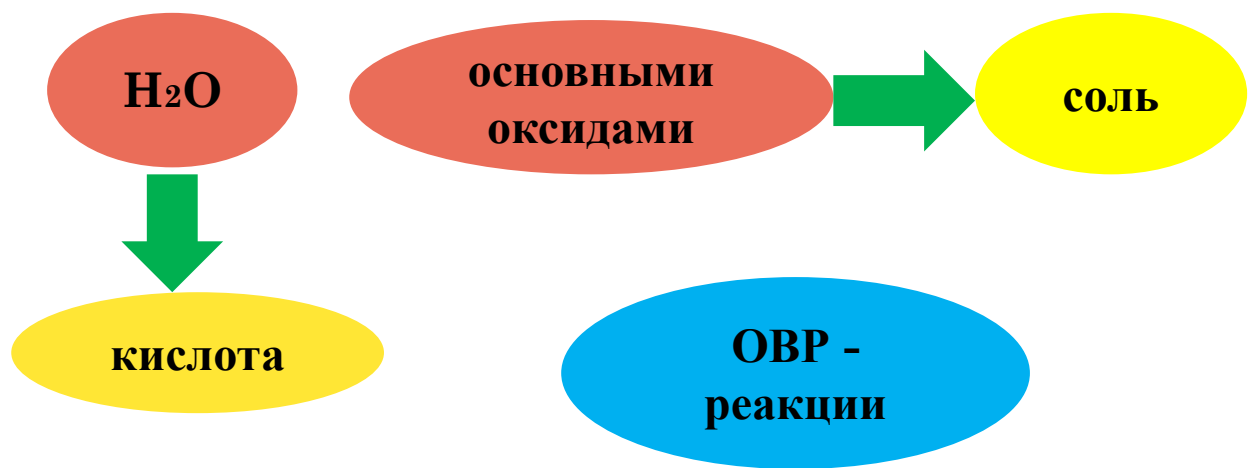 H₂O
основными
оксидами
соль
кислота
ОВР -
реакции